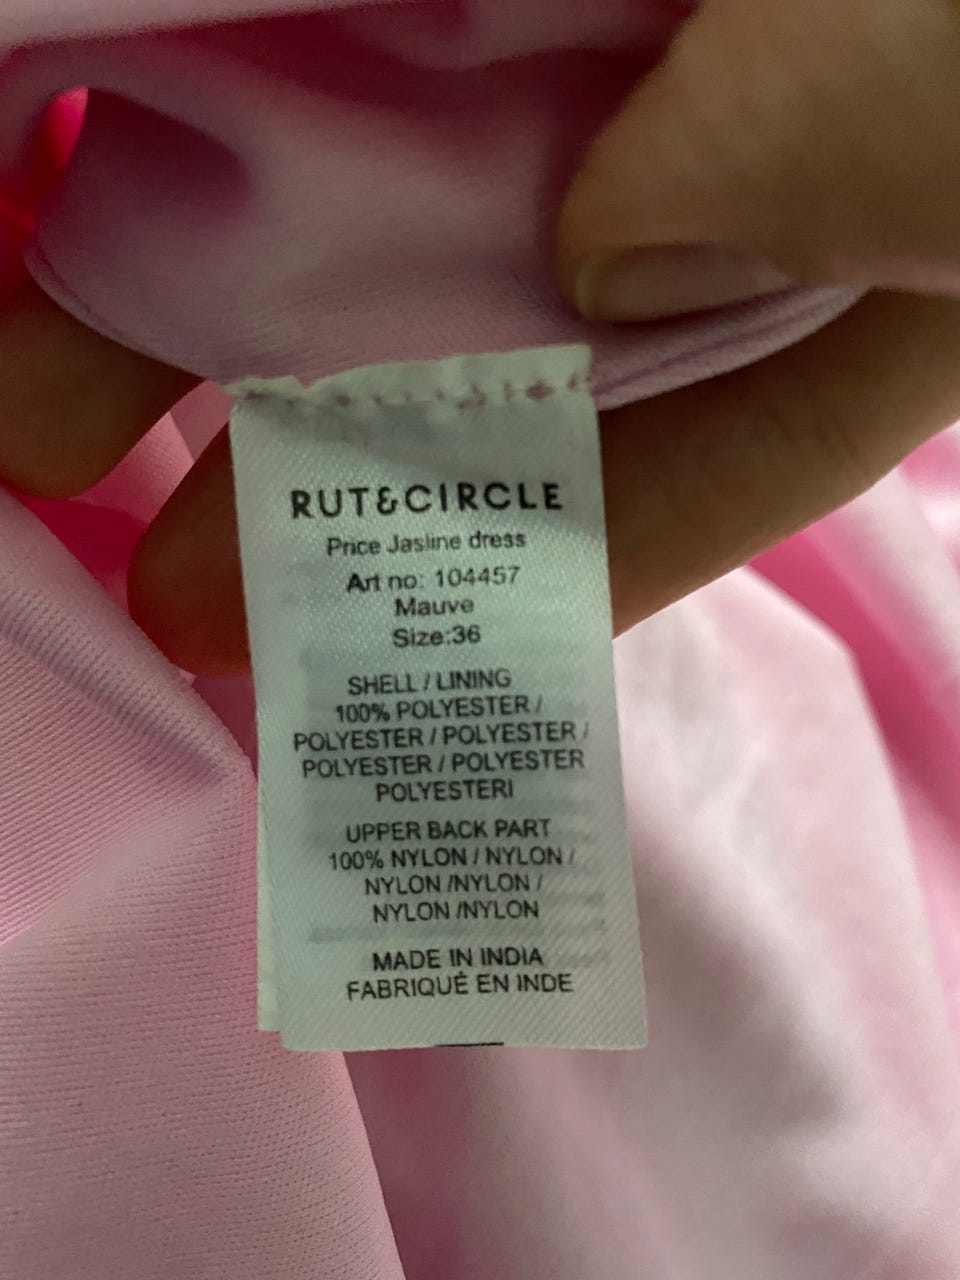 RUT&CIRCLE
Price Jasline dress
Art no: 104457
Mauve
Size:36
SHELL / LINING
100% POLYESTER /
POLYESTER / POLYESTER /
POLYESTER / POLYESTER
POLYESTERI
UPPER BACK PART
100% NYLON / NYLON /
NYLON /NYLON /
NYLON /NYLON
MADE IN INDIA
FABRIQUÉ EN INDE